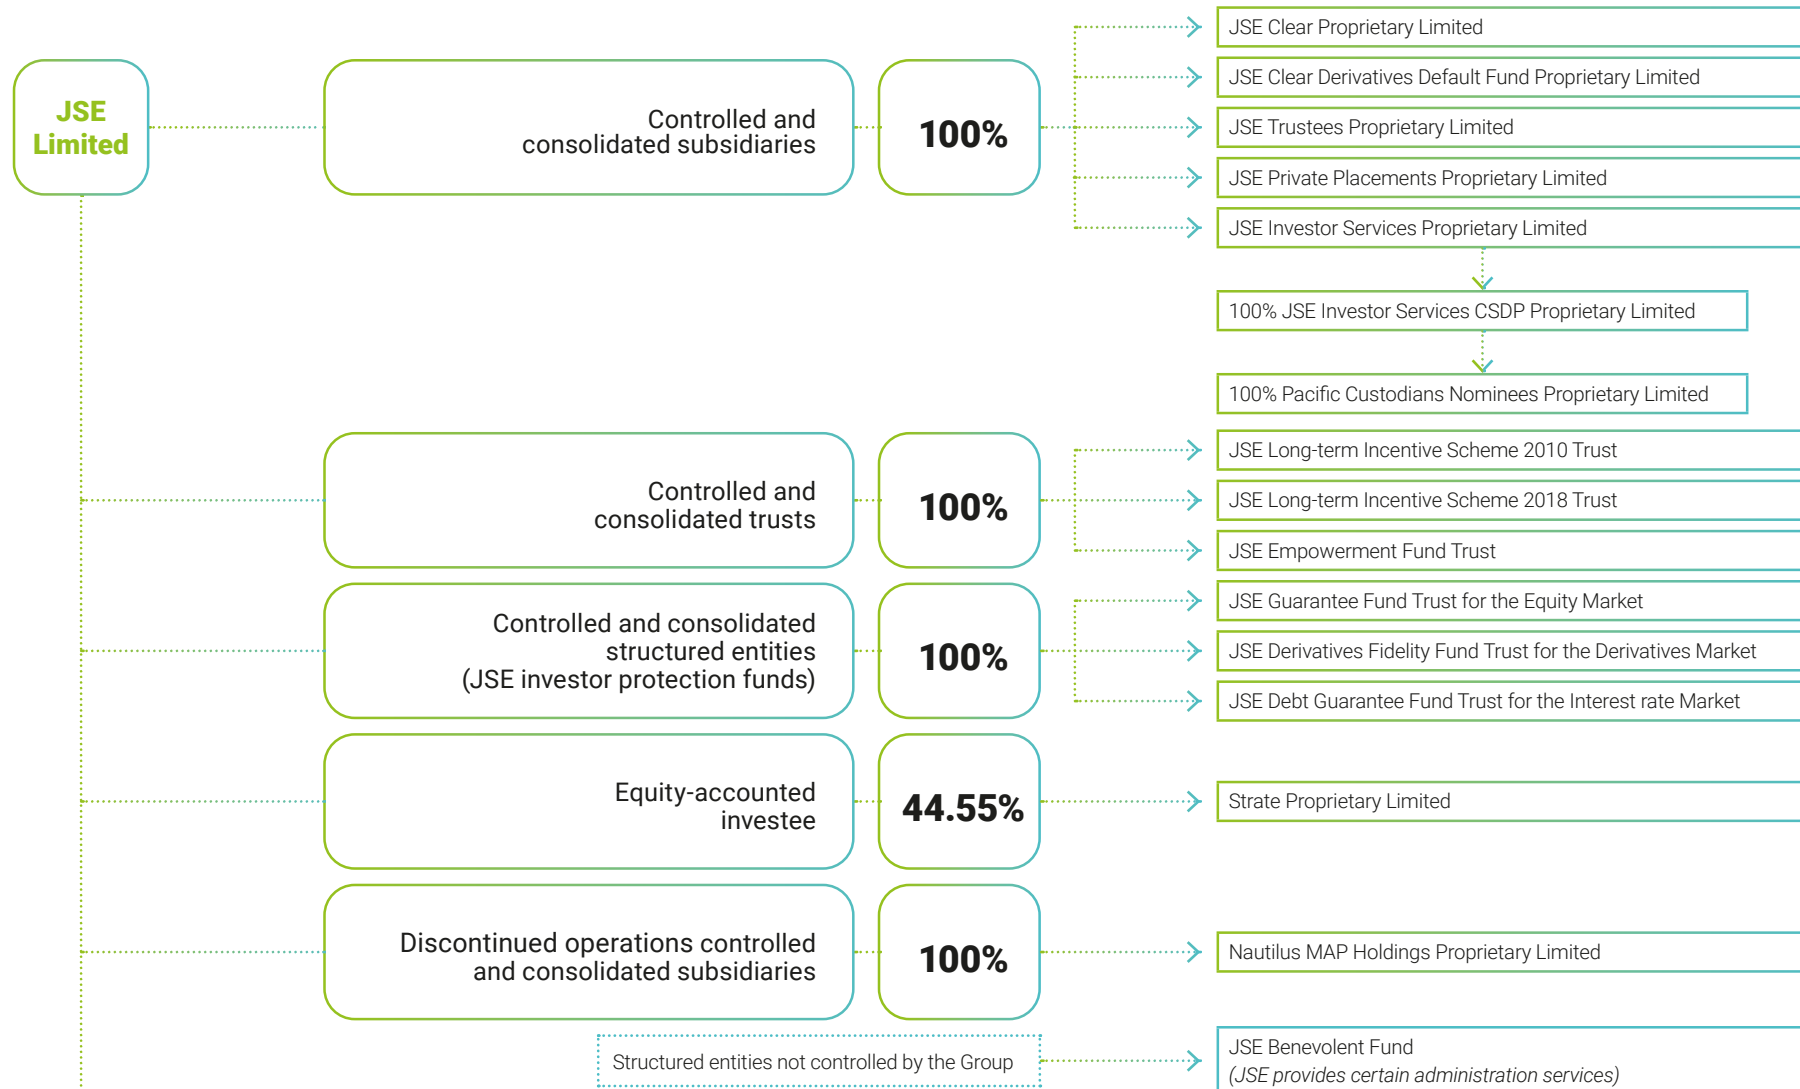 JSE
Limited
Controlled and
consolidated subsidiaries
100%
JSE Clear Proprietary Limited
JSE Clear Derivatives Default Fund Proprietary Limited
JSE Trustees Proprietary Limited
JSE Private Placements Proprietary Limited
JSE Investor Services Proprietary Limited
100% JSE Investor Services CSDP Proprietary Limited
100% Pacific Custodians Nominees Proprietary Limited
Controlled and
consolidated trusts
100%
JSE Long-term Incentive Scheme 2010 Trust
JSE Long-term Incentive Scheme 2018 Trust
JSE Empowerment Fund Trust
Controlled and consolidated
structured entities
(JSE investor protection funds)
100%
JSE Guarantee Fund Trust for the Equity Market
JSE Derivatives Fidelity Fund Trust for the Derivatives Market
JSE Debt Guarantee Fund Trust for the Interest rate Market
Equity-accounted
investee
44.55%
Strate Proprietary Limited
Discontinued operations controlled
and consolidated subsidiaries
100%
Nautilus MAP Holdings Proprietary Limited
Structured entities not controlled by the Group
JSE Benevolent Fund
(JSE provides certain administration services)